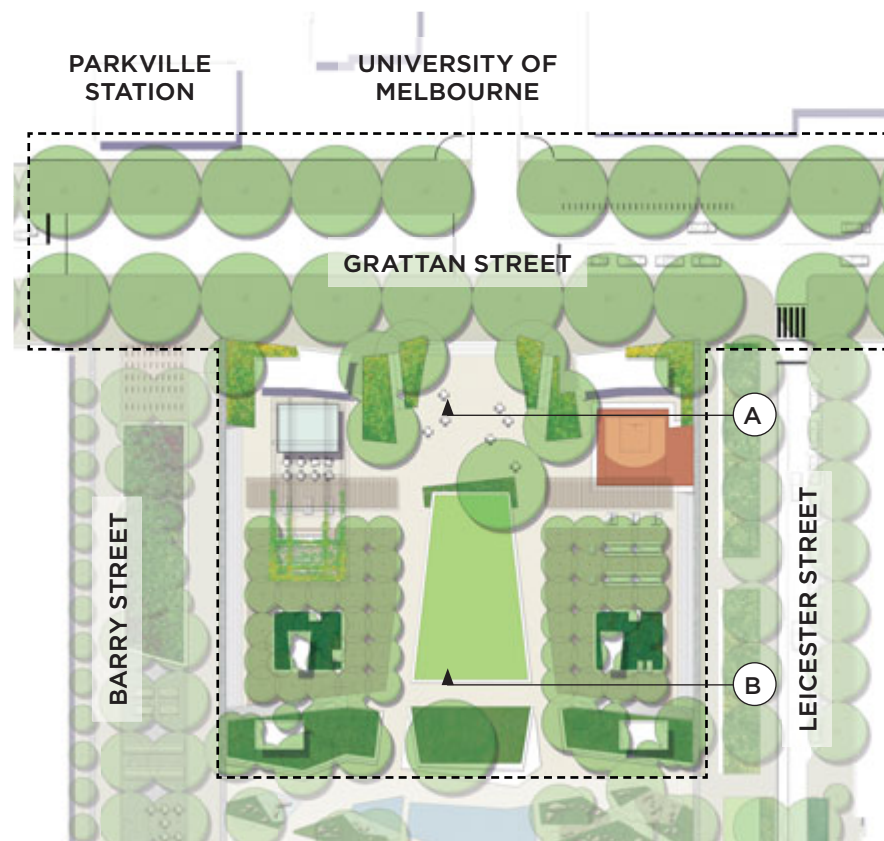 PARKVILLE
STATION
UNIVERSITY OF
MELBOURNE
GRATTAN STREET
A
BARRY STREET
LEICESTER STREET
B